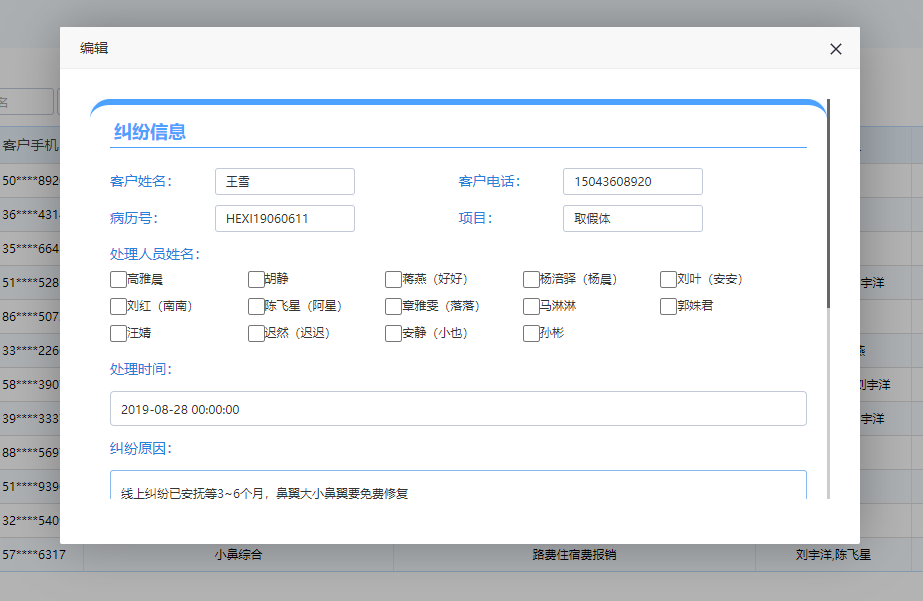 编辑
名
纠纷信息
客户手机
客户姓名： 王雪 客户电话： 15043608920
50****892
36****431
病历号： HEXI19060611 项目： 取假体
35****664
处理人员姓名：
51****528 高雅晨 胡静 蒋燕（好好） 杨涪驿（杨晨） 刘叶（安安） 宇洋
86****507 刘红（南南） 陈飞星（阿星） 章雅雯（落落） 马淋淋 郭姝君
汪婧 迟然（迟迟） 安静（小也） 孙彬
33****226 燕
处理时间：
58****390 刘宇洋
2019-08-28 00:00:00
39****333 宇洋
纠纷原因：
88****569
51****939 线上纠纷已安抚等3~6个月，鼻翼大小鼻翼要免费修复
32****540
57****6317 小鼻综合 路费住宿费报销 刘宇洋,陈飞星